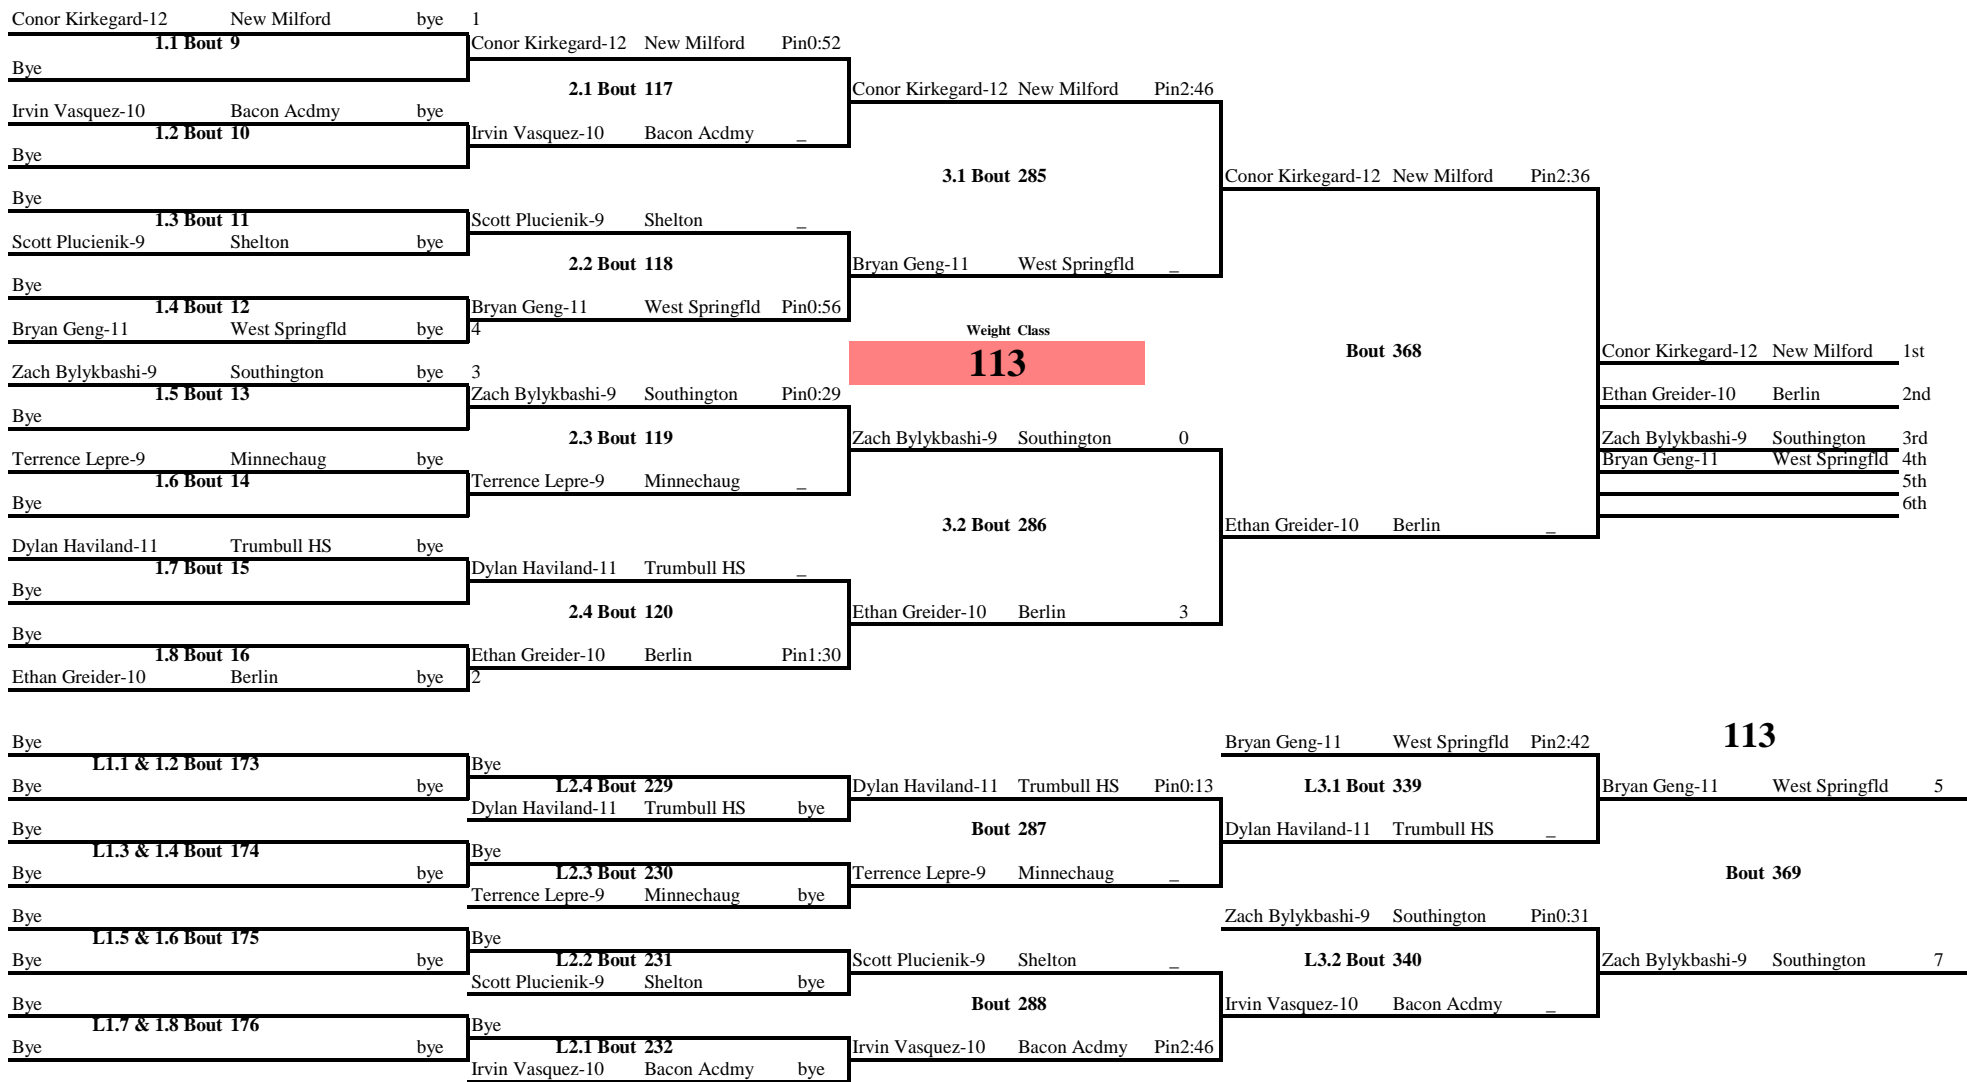 Conor Kirkegard-12 New Milford bye 1
1.1 Bout 9
Bye
Irvin Vasquez-10 Bacon Acdmy bye
1.2 Bout 10
Bye
Bye
1.3 Bout 11
Scott Plucienik-9 Shelton bye
Bye
1.4 Bout 12
Bryan Geng-11 West Springfld bye 4
Zach Bylykbashi-9 Southington bye 3
1.5 Bout 13
Bye
Terrence Lepre-9 Minnechaug bye
1.6 Bout 14
Bye
Dylan Haviland-11 Trumbull HS bye
1.7 Bout 15
Bye
Bye
1.8 Bout 16
Ethan Greider-10 Berlin bye 2
Conor Kirkegard-12 New Milford Pin0:52
2.1 Bout 117
Irvin Vasquez-10 Bacon Acdmy _
Scott Plucienik-9 Shelton _
2.2 Bout 118
Bryan Geng-11 West Springfld Pin0:56
Zach Bylykbashi-9 Southington Pin0:29
2.3 Bout 119
Terrence Lepre-9 Minnechaug _
Dylan Haviland-11 Trumbull HS _
2.4 Bout 120
Ethan Greider-10 Berlin Pin1:30
Conor Kirkegard-12 New Milford Pin2:46
3.1 Bout 285
Bryan Geng-11 West Springfld _
Weight Class
113
Zach Bylykbashi-9 Southington 0
3.2 Bout 286
Ethan Greider-10 Berlin 3
Conor Kirkegard-12 New Milford Pin2:36
Bout 368
Ethan Greider-10 Berlin _
Conor Kirkegard-12 New Milford 1st
Ethan Greider-10 Berlin 2nd
Zach Bylykbashi-9 Southington 3rd
Bryan Geng-11 West Springfld 4th
5th
6th
Bye
L1.1 & 1.2 Bout 173
Bye bye
Bye
L1.3 & 1.4 Bout 174
Bye bye
Bye
L1.5 & 1.6 Bout 175
Bye bye
Bye
L1.7 & 1.8 Bout 176
Bye bye
Bye
L2.4 Bout 229
Dylan Haviland-11 Trumbull HS bye
Bye
L2.3 Bout 230
Terrence Lepre-9 Minnechaug bye
Bye
L2.2 Bout 231
Scott Plucienik-9 Shelton bye
Bye
L2.1 Bout 232
Irvin Vasquez-10 Bacon Acdmy bye
Dylan Haviland-11 Trumbull HS Pin0:13
Bout 287
Terrence Lepre-9 Minnechaug _
Scott Plucienik-9 Shelton _
Bout 288
Irvin Vasquez-10 Bacon Acdmy Pin2:46
Bryan Geng-11 West Springfld Pin2:42
L3.1 Bout 339
Dylan Haviland-11 Trumbull HS _
Zach Bylykbashi-9 Southington Pin0:31
L3.2 Bout 340
Irvin Vasquez-10 Bacon Acdmy _
113
Bryan Geng-11 West Springfld 5
Bout 369
Zach Bylykbashi-9 Southington 7